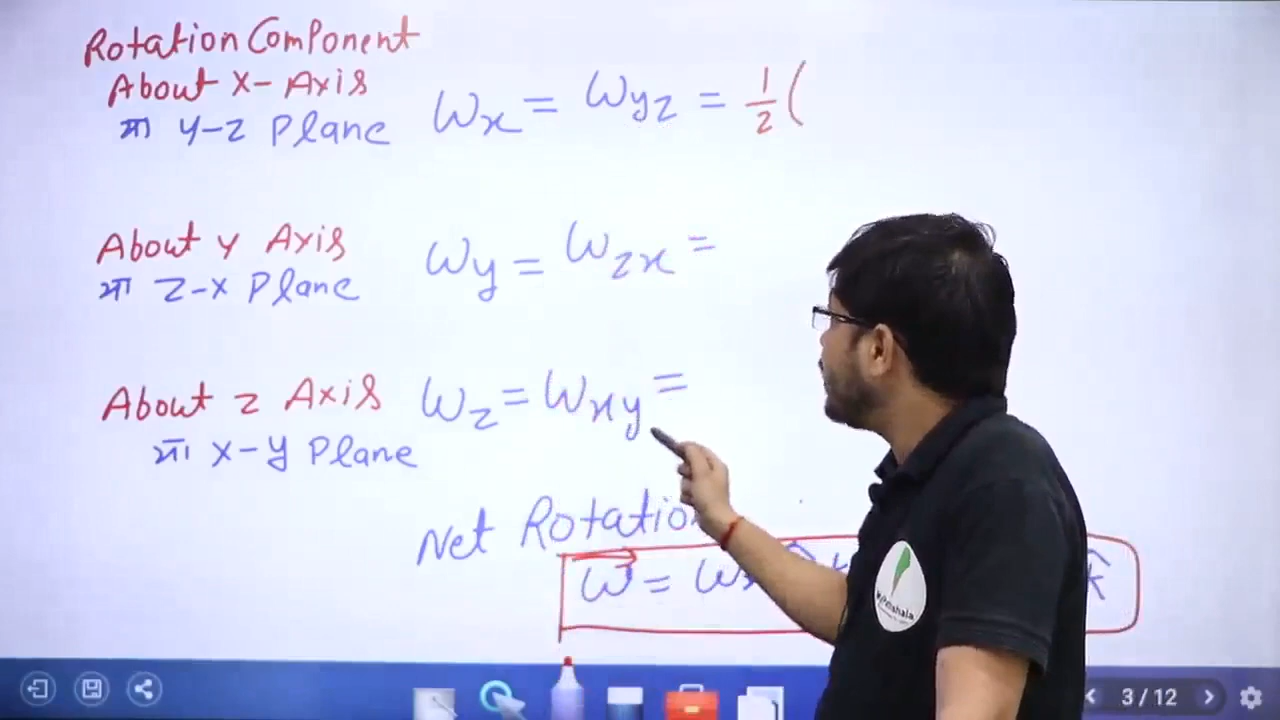 Rotation Component
About X-Axis
या Y-Z Plane
ωx = ωyz = 1/2 (
About y Axis
या Z-X Plane
ωy = ωzx =
About z Axis
या X-Y Plane
ωz = ωxy =
Net Rotation
ω⃗ = ωx k̂
3 / 12